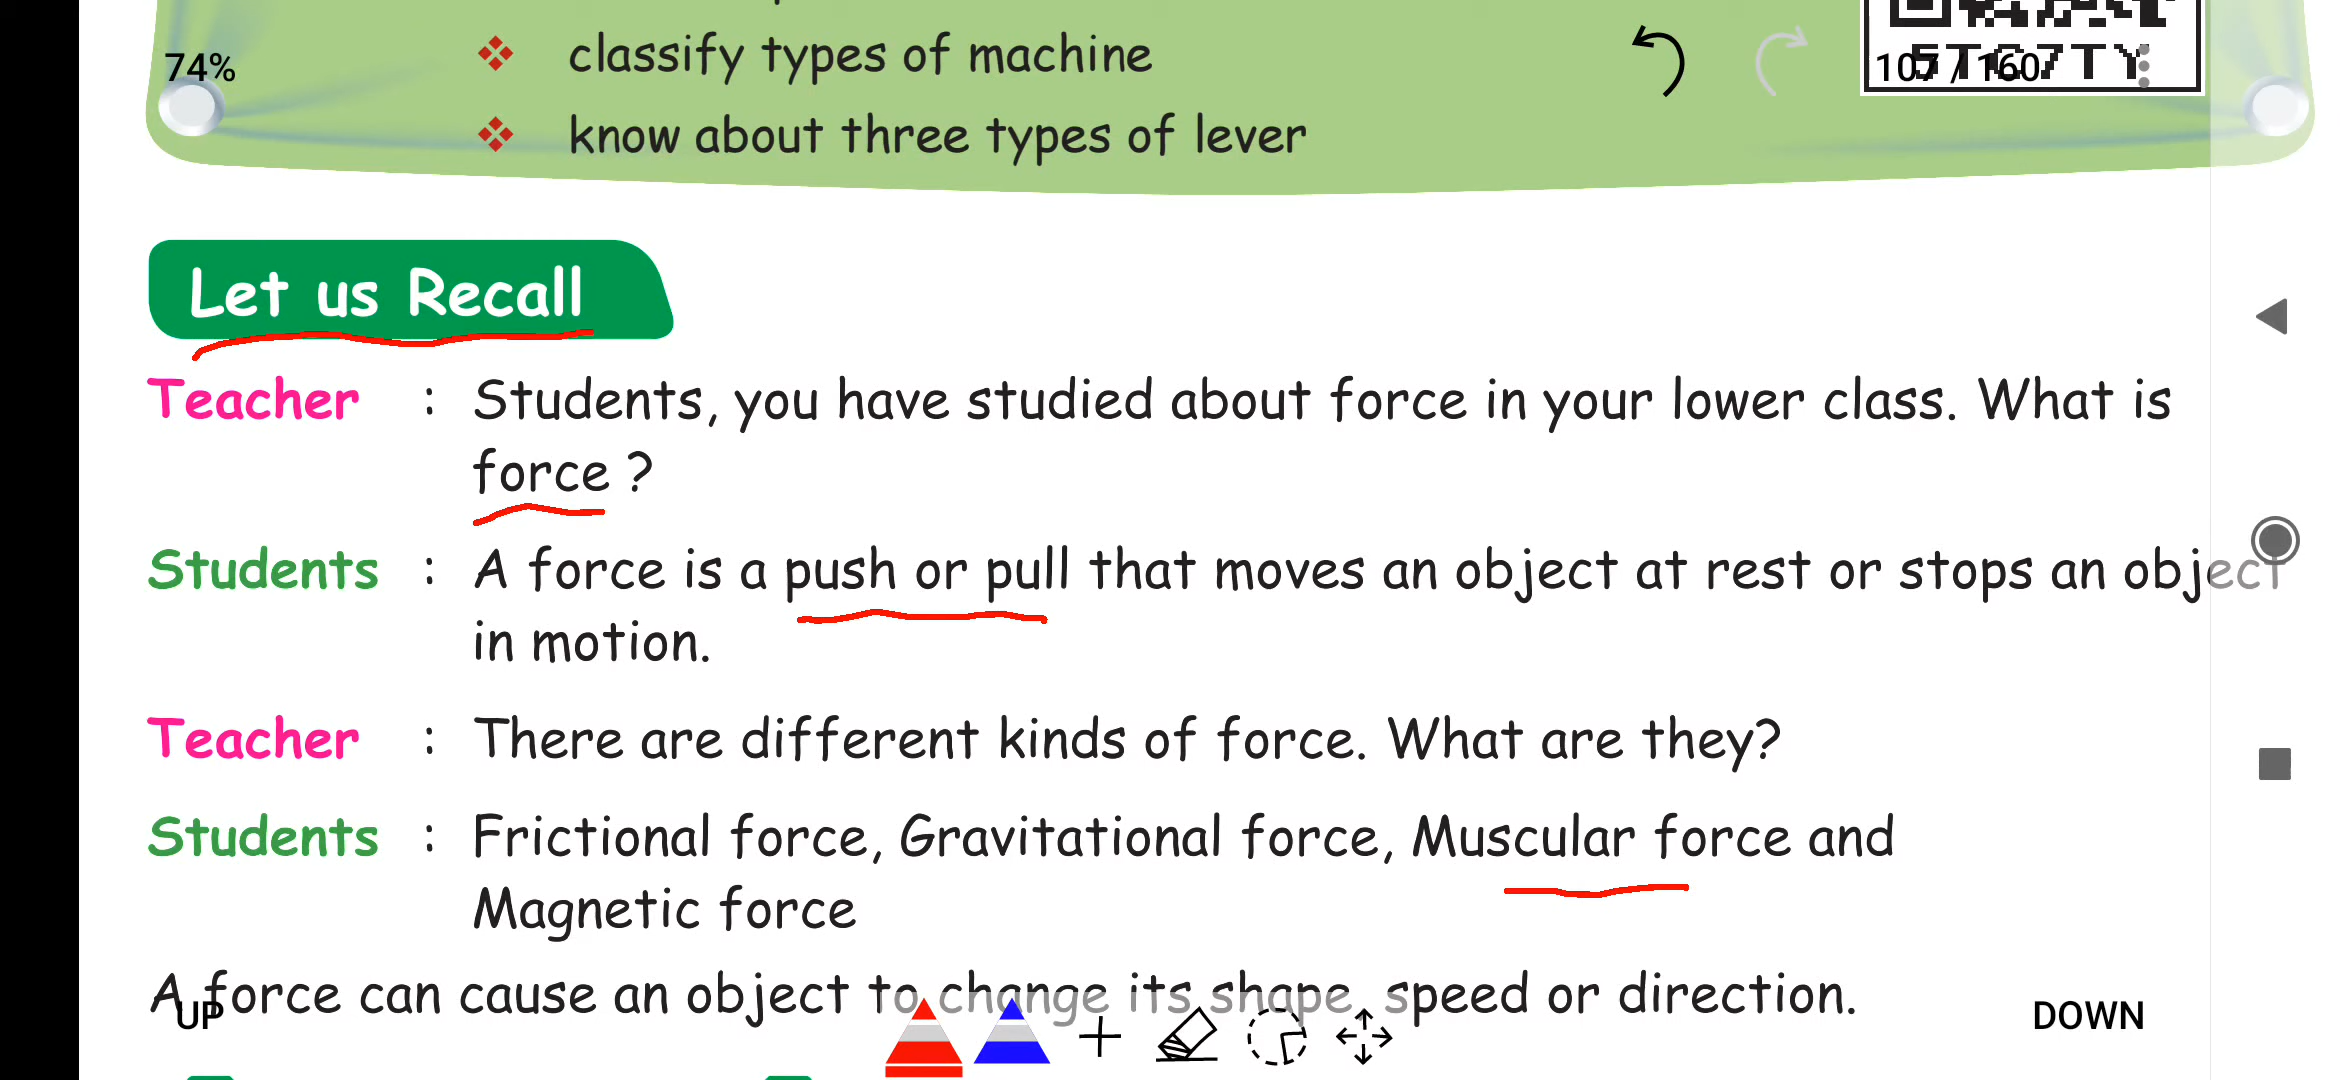 classify types of machine
know about three types of lever
74%
107 / 160
5TG7TY
Let us Recall
Teacher : Students, you have studied about force in your lower class. What is
force ?
Students : A force is a push or pull that moves an object at rest or stops an object
in motion.
Teacher : There are different kinds of force. What are they?
Students : Frictional force, Gravitational force, Muscular force and
Magnetic force
A force can cause an object to change its shape, speed or direction.
UP
DOWN